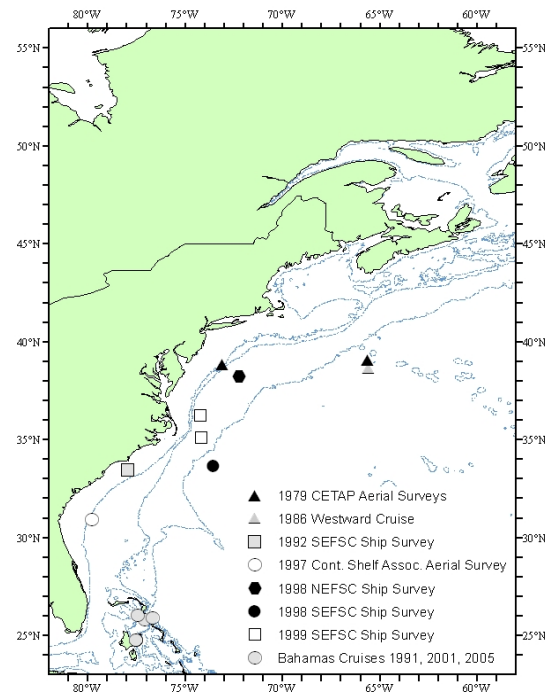 80°W 75°W 70°W 65°W 60°W
55°N 55°N
50°N 50°N
45°N 45°N
40°N 40°N
35°N 35°N
30°N 30°N
25°N 25°N
1979 CETAP Aerial Surveys
1986 Westward Cruise
1992 SEFSC Ship Survey
1997 Cont. Shelf Assoc. Aerial Survey
1998 NEFSC Ship Survey
1998 SEFSC Ship Survey
1999 SEFSC Ship Survey
Bahamas Cruises 1991, 2001, 2005
80°W 75°W 70°W 65°W 60°W